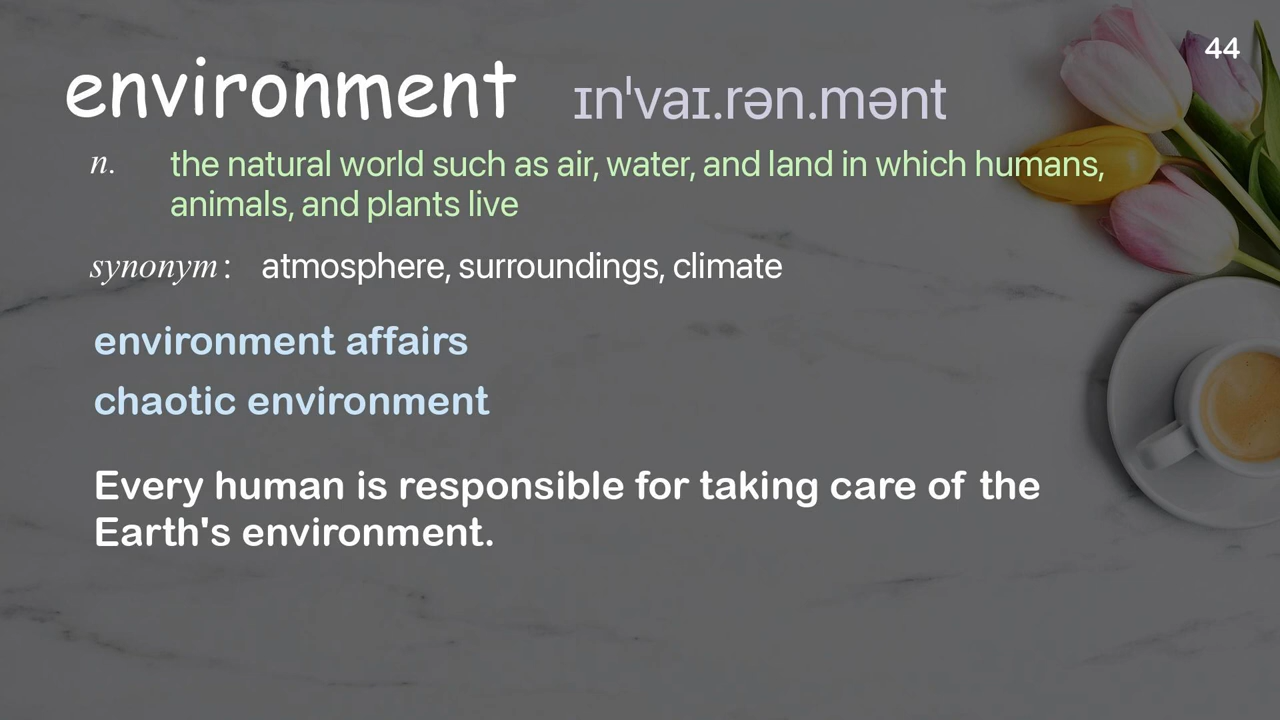 44
environment ɪnˈvaɪ.rən.mənt
n. the natural world such as air, water, and land in which humans,
animals, and plants live
synonym : atmosphere, surroundings, climate
environment affairs
chaotic environment
Every human is responsible for taking care of the
Earth's environment.